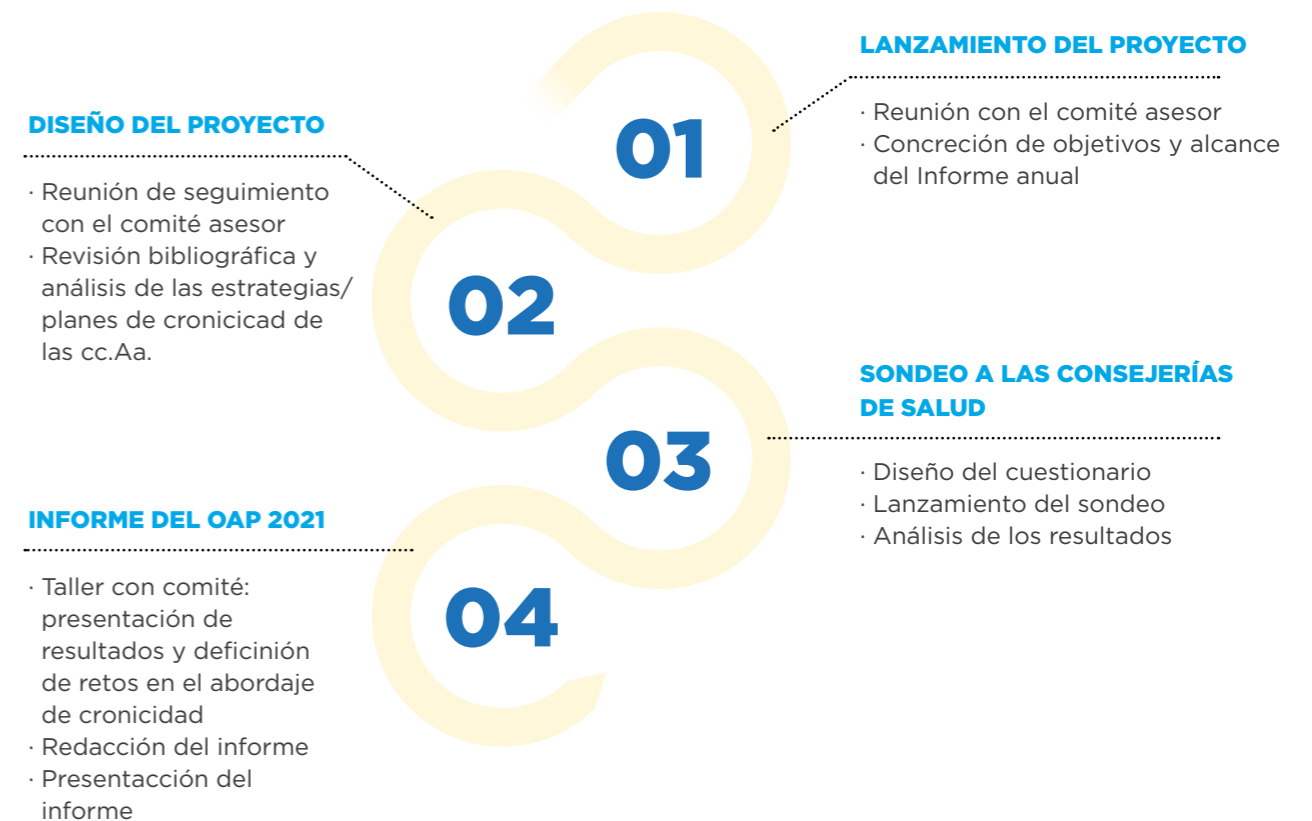 01
LANZAMIENTO DEL PROYECTO
· Reunión con el comité asesor
· Concreción de objetivos y alcance
del Informe anual
02
DISEÑO DEL PROYECTO
· Reunión de seguimiento
con el comité asesor
· Revisión bibliográfica y
análisis de las estrategias/
planes de cronicicad de
las cc.Aa.
03
SONDEO A LAS CONSEJERÍAS
DE SALUD
· Diseño del cuestionario
· Lanzamiento del sondeo
· Análisis de los resultados
04
INFORME DEL OAP 2021
· Taller con comité:
presentación de
resultados y deficinión
de retos en el abordaje
de cronicidad
· Redacción del informe
· Presentacción del
informe